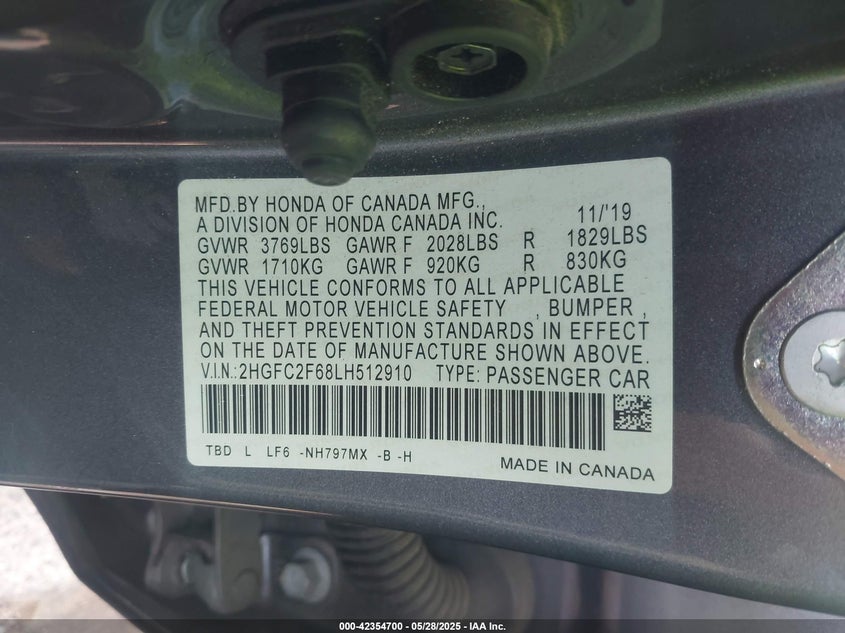 MFD.BY HONDA OF CANADA MFG.,
A DIVISION OF HONDA CANADA INC. 11/'19
GVWR 3769LBS GAWR F 2028LBS R 1829LBS
GVWR 1710KG GAWR F 920KG R 830KG
THIS VEHICLE CONFORMS TO ALL APPLICABLE
FEDERAL MOTOR VEHICLE SAFETY , BUMPER ,
AND THEFT PREVENTION STANDARDS IN EFFECT
ON THE DATE OF MANUFACTURE SHOWN ABOVE.
V.I.N.:2HGFC2F68LH512910 TYPE: PASSENGER CAR
TBD L LF6 -NH797MX -B -H
MADE IN CANADA
000-42354700 — 05/28/2025 - IAA Inc.